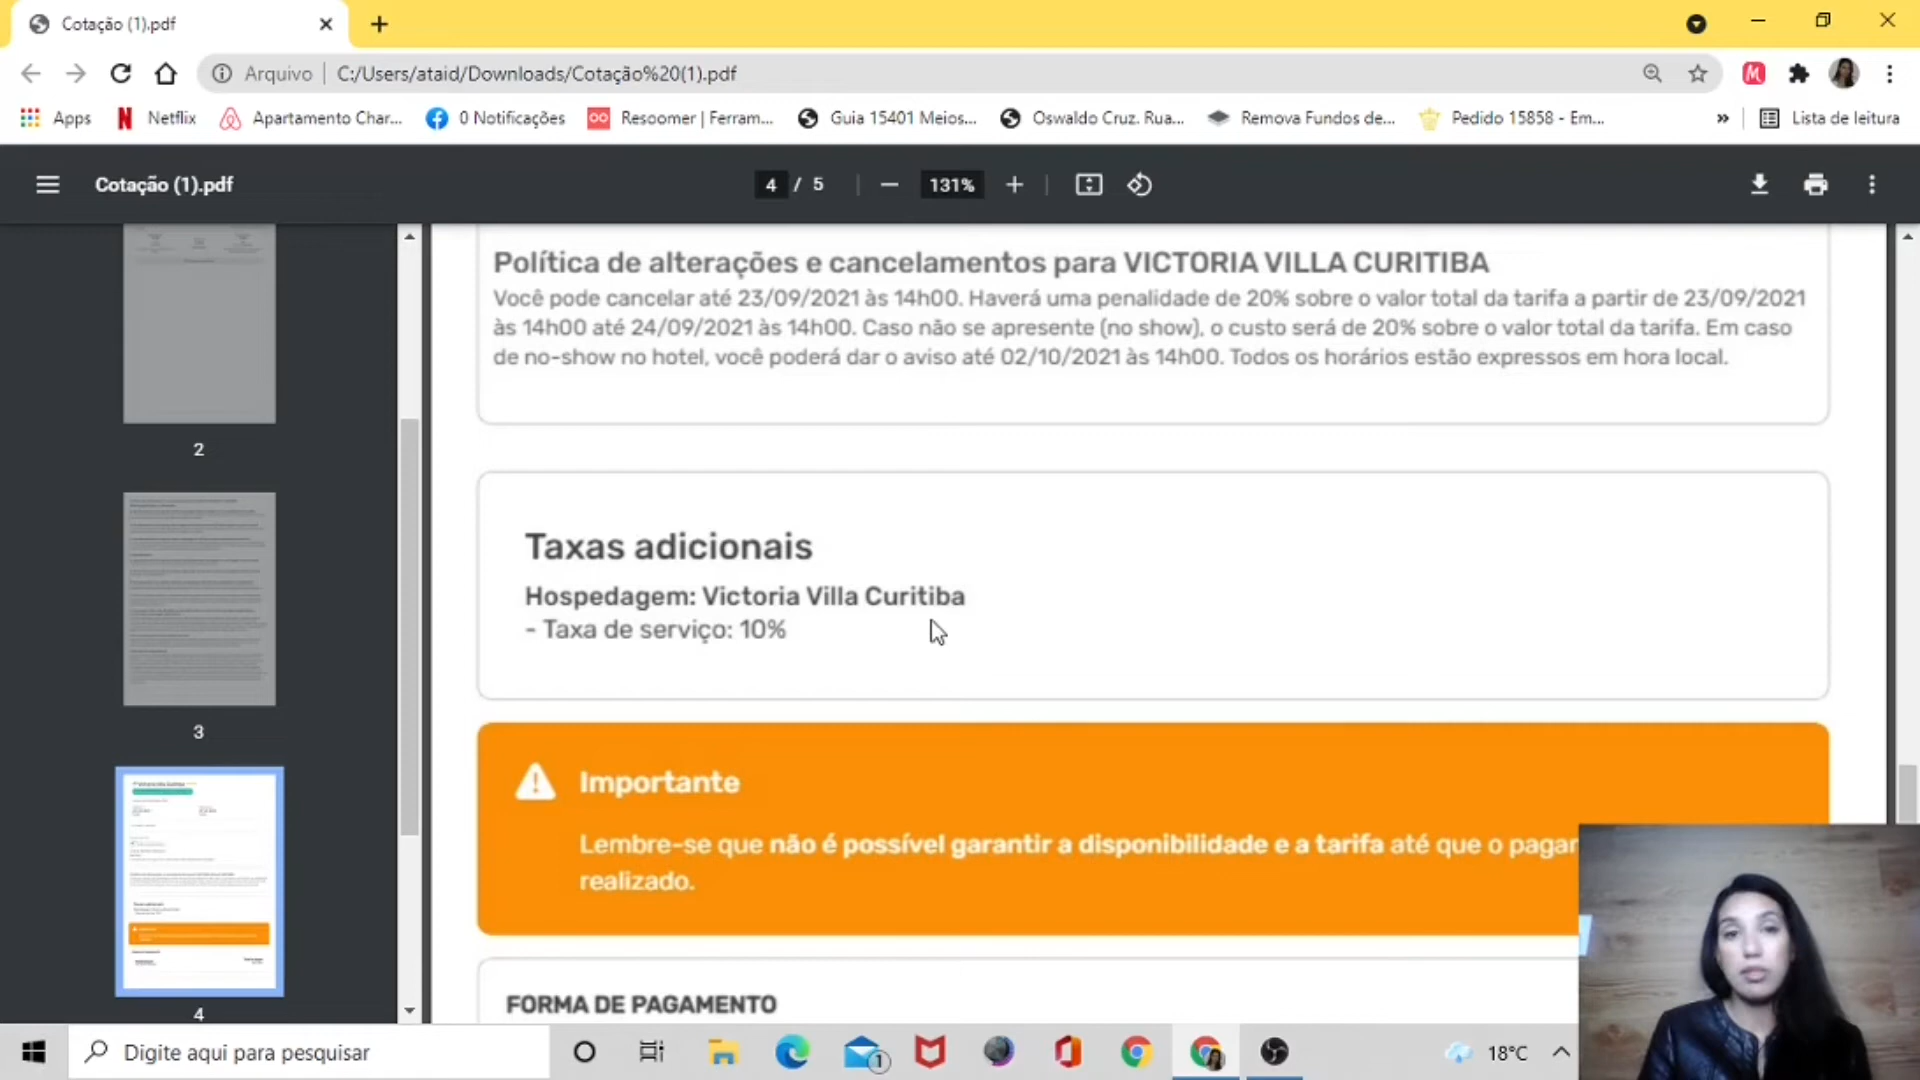 Cotação (1).pdf
Arquivo
C:/Users/ataid/Downloads/Cotação%20(1).pdf
Apps
Netflix
Apartamento Char...
0 Notificações
Resoomer | Ferram...
Guia 15401 Meios...
Oswaldo Cruz. Rua...
Remova Fundos de...
Pedido 15858 - Em...
»
Lista de leitura
Cotação (1).pdf
4 / 5
131%
2
3
4
Política de alterações e cancelamentos para VICTORIA VILLA CURITIBA
Você pode cancelar até 23/09/2021 às 14h00. Haverá uma penalidade de 20% sobre o valor total da tarifa a partir de 23/09/2021
às 14h00 até 24/09/2021 às 14h00. Caso não se apresente (no show), o custo será de 20% sobre o valor total da tarifa. Em caso
de no-show no hotel, você poderá dar o aviso até 02/10/2021 às 14h00. Todos os horários estão expressos em hora local.
Taxas adicionais
Hospedagem: Victoria Villa Curitiba
- Taxa de serviço: 10%
Importante
Lembre-se que não é possível garantir a disponibilidade e a tarifa até que o pagar
realizado.
FORMA DE PAGAMENTO
Digite aqui para pesquisar
1
18°C